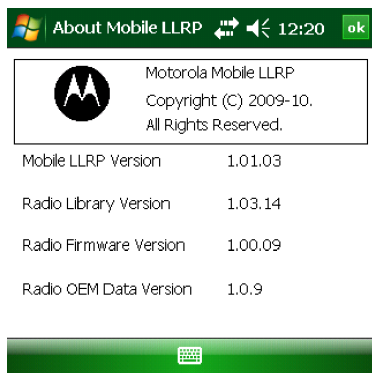 About Mobile LLRP 12:20 ok
Motorola Mobile LLRP
Copyright (C) 2009-10.
All Rights Reserved.
Mobile LLRP Version 1.01.03
Radio Library Version 1.03.14
Radio Firmware Version 1.00.09
Radio OEM Data Version 1.0.9